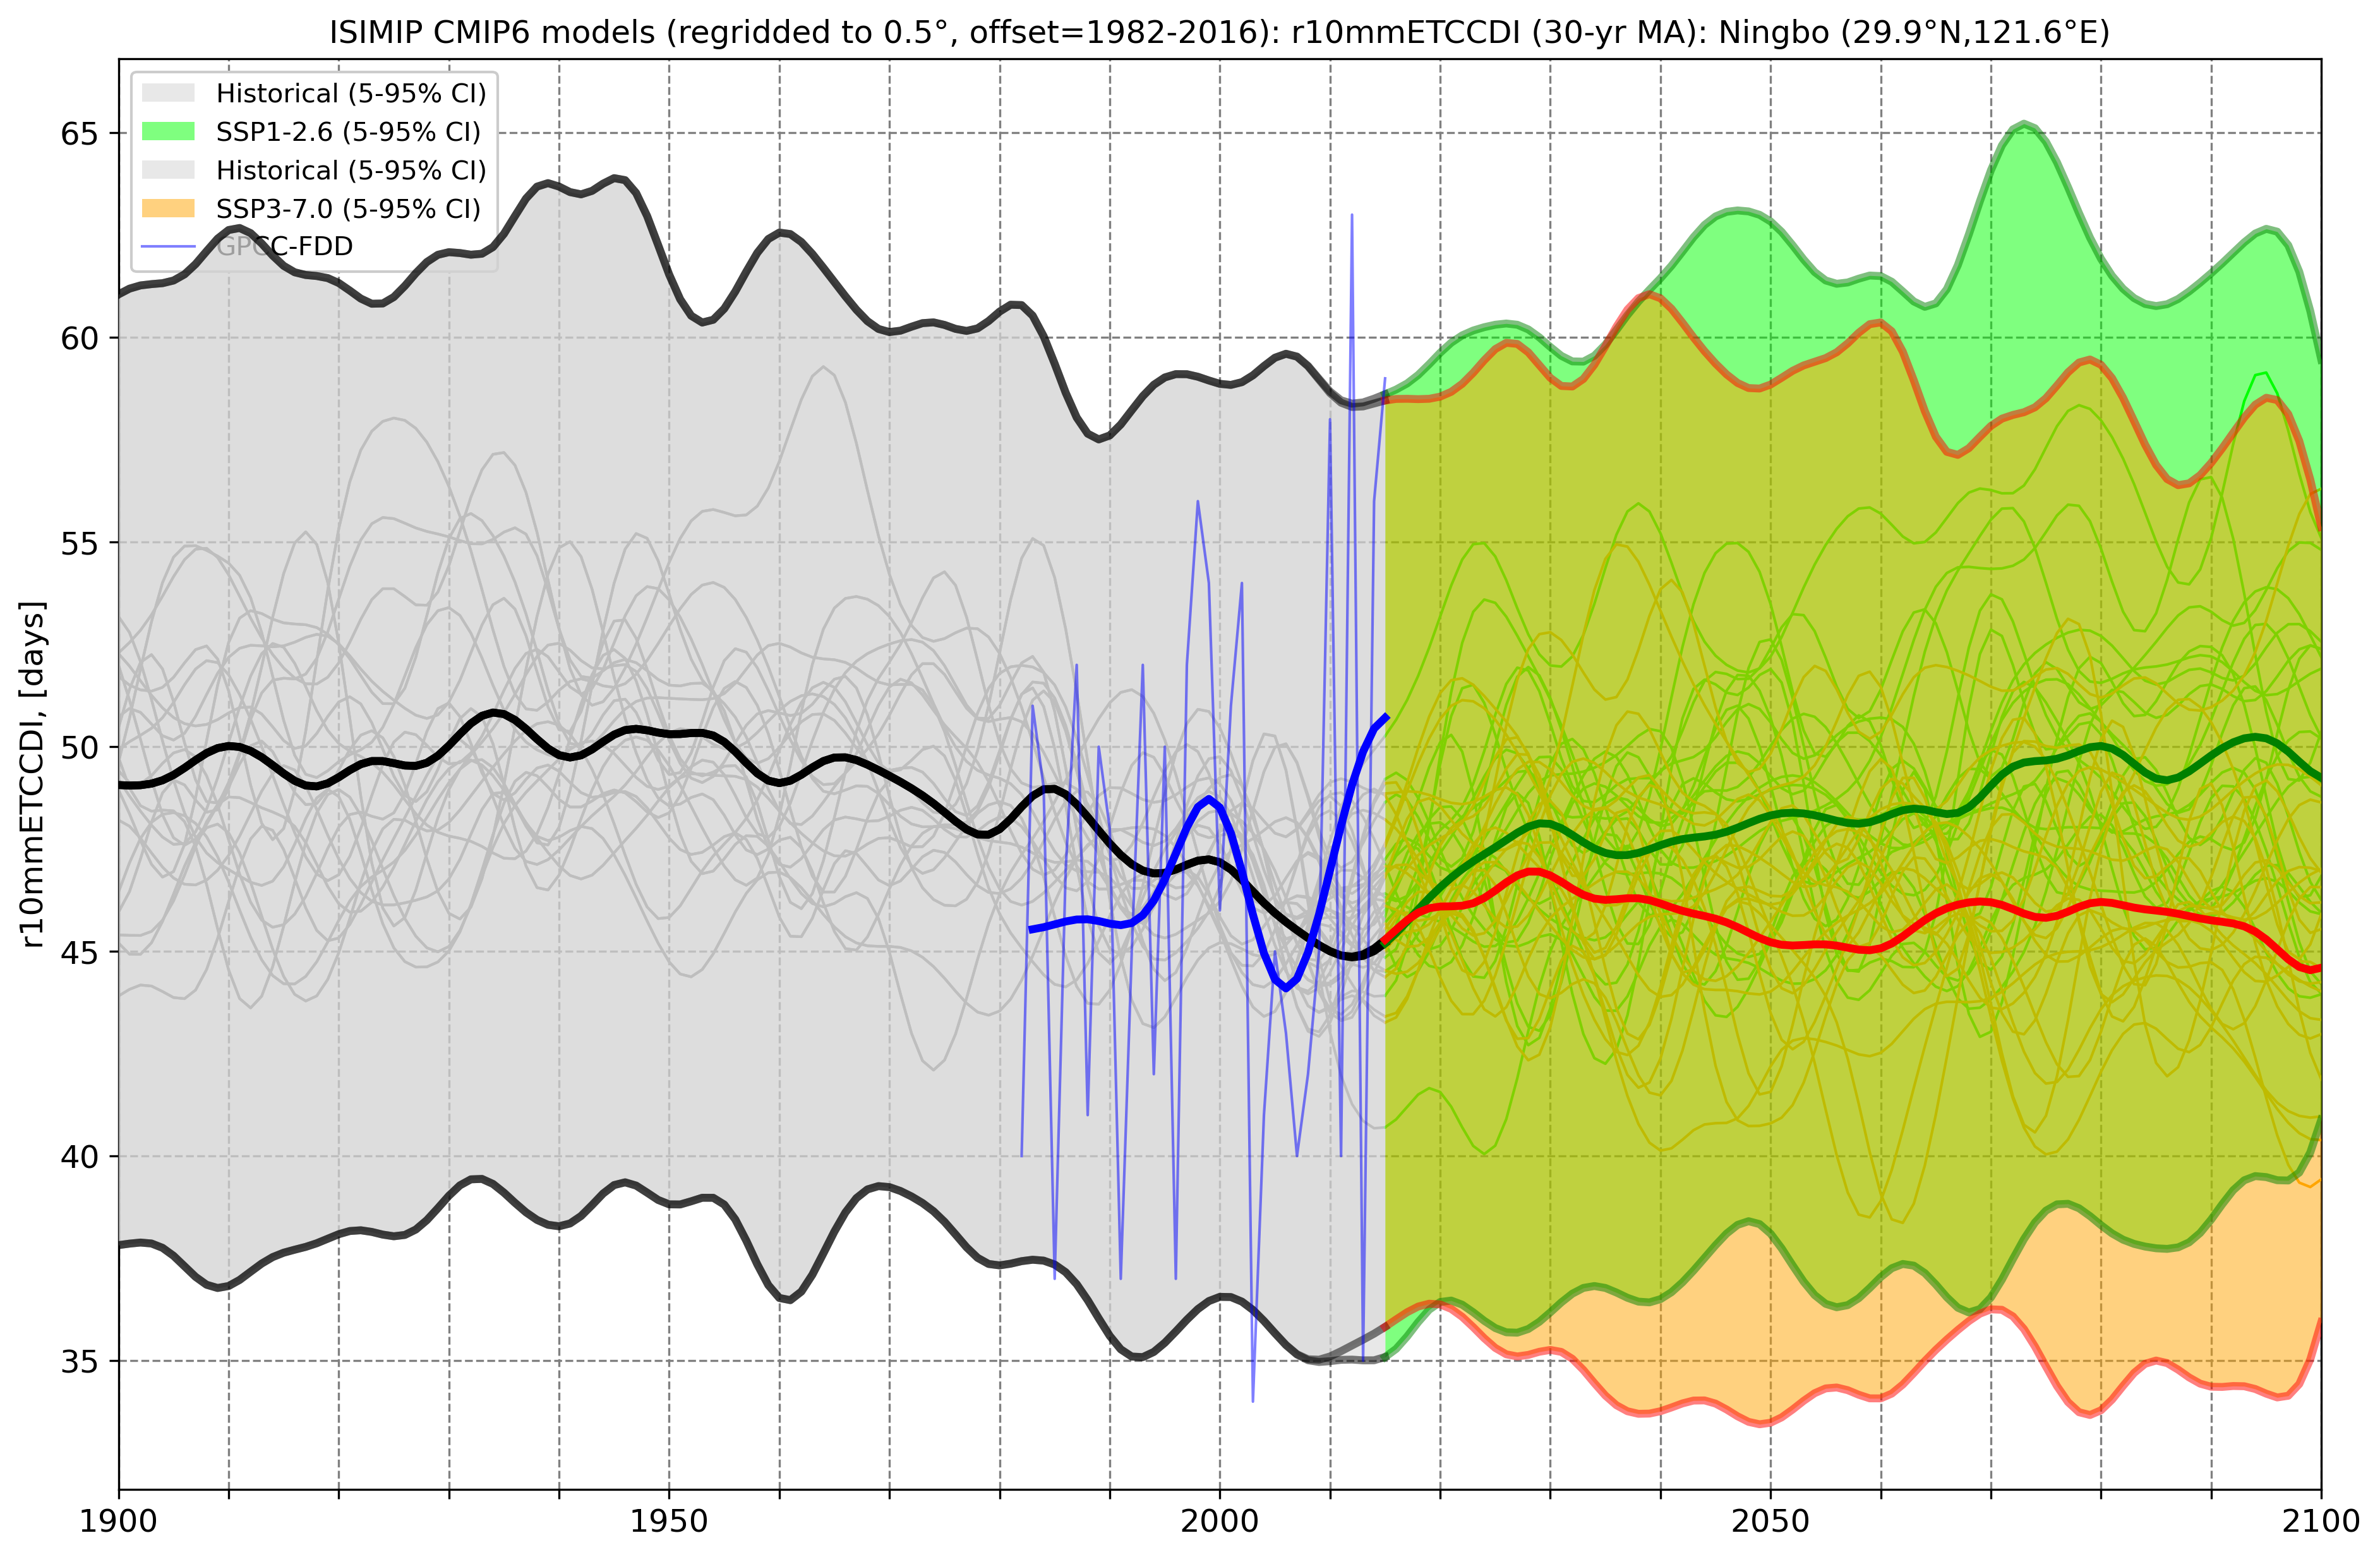 ISIMIP CMIP6 models (regridded to 0.5°, offset=1982-2016): r10mmETCCDI (30-yr MA): Ningbo (29.9°N,121.6°E)
Historical (5-95% CI)
SSP1-2.6 (5-95% CI)
Historical (5-95% CI)
SSP3-7.0 (5-95% CI)
GPCC-FDD
r10mmETCCDI, [days]
65
60
55
50
45
40
35
1900
1950
2000
2050
2100